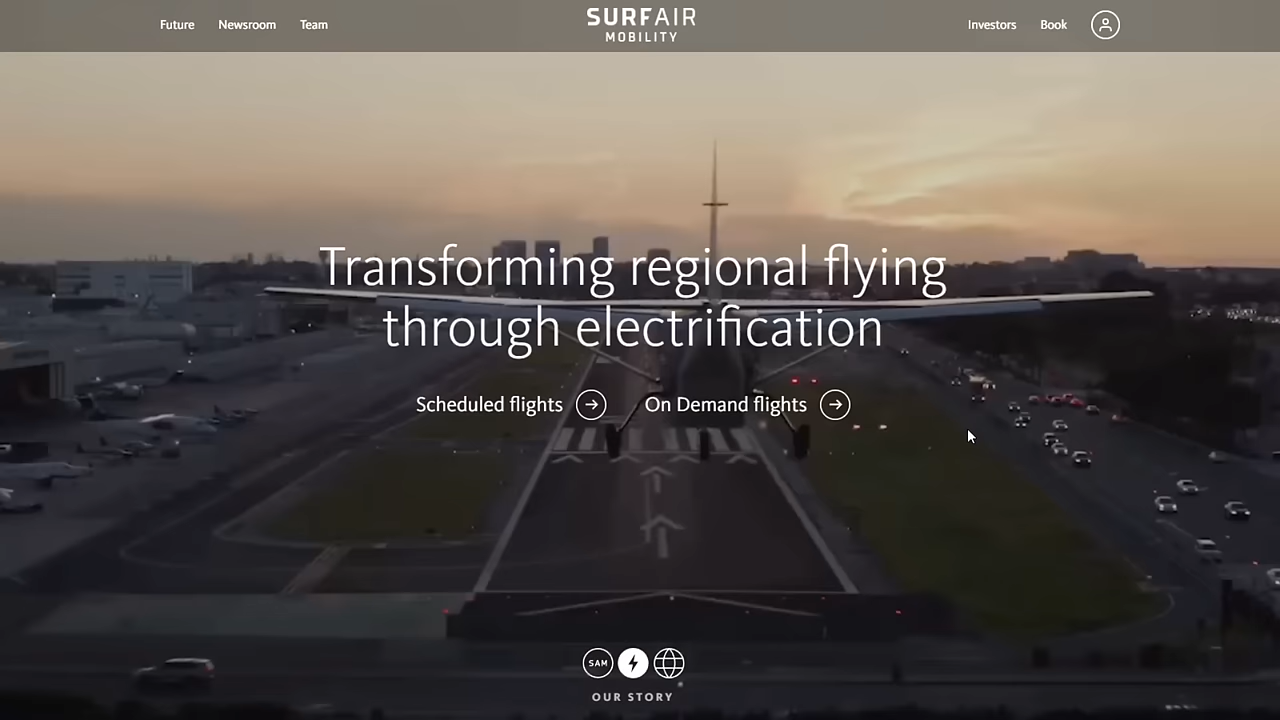 Future
Newsroom
Team
SURFAIR
MOBILITY
Investors
Book
Transforming regional flying
through electrification
Scheduled flights
On Demand flights
SAM
OUR STORY